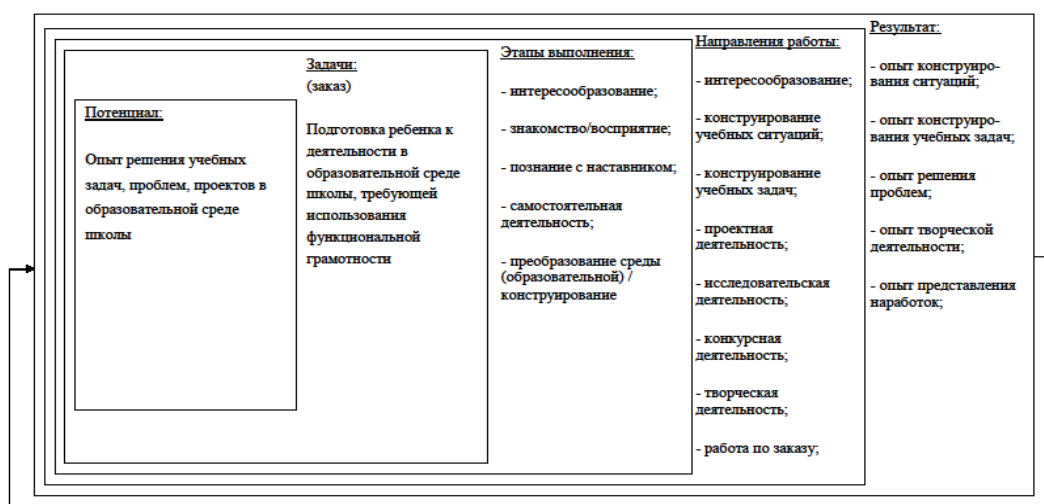 Потенциал:
Опыт решения учебных
задач, проблем, проектов в
образовательной среде
школы
Задачи:
(заказ)
Подготовка ребенка к
деятельности в
образовательной среде
школы, требующей
использования
функциональной
грамотности
Этапы выполнения:
- интересообразование;
- знакомство/восприятие;
- познание с наставником;
- самостоятельная
деятельность;
- преобразование среды
(образовательной) /
конструирование
Направления работы:
- интересообразование;
- конструирование
учебных ситуаций;
- конструирование
учебных задач;
- проектная
деятельность;
- исследовательская
деятельность;
- конкурсная
деятельность;
- творческая
деятельность;
- работа по заказу;
Результат:
- опыт конструиро-
вания ситуаций;
- опыт конструиро-
вания учебных задач;
- опыт решения
проблем;
- опыт творческой
деятельности;
- опыт представления
наработок;